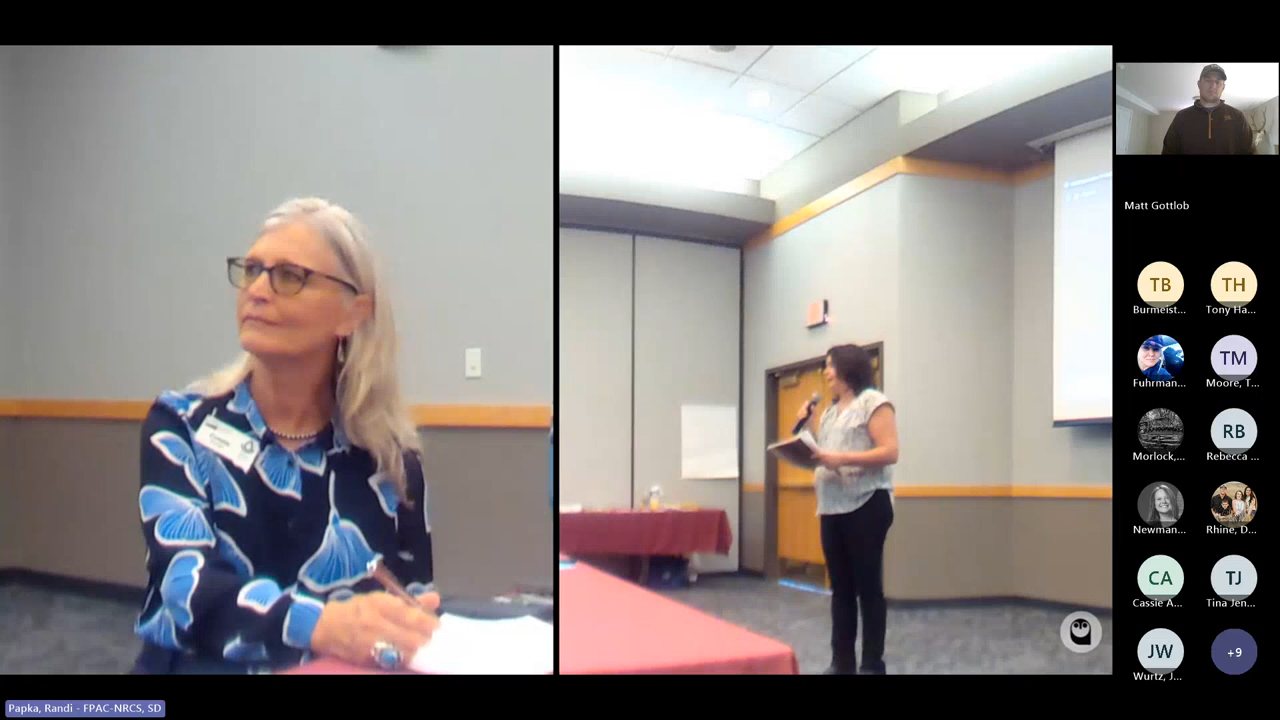 Matt Gottlob
TB
Burmeist...
TH
Tony Ha...
Fuhrman...
TM
Moore, T...
Morlock,...
RB
Rebecca ...
Newman...
Rhine, D...
CA
Cassie A...
TJ
Tina Jen...
JW
Wurtz, J...
+9
Papka, Randi - FPAC-NRCS, SD